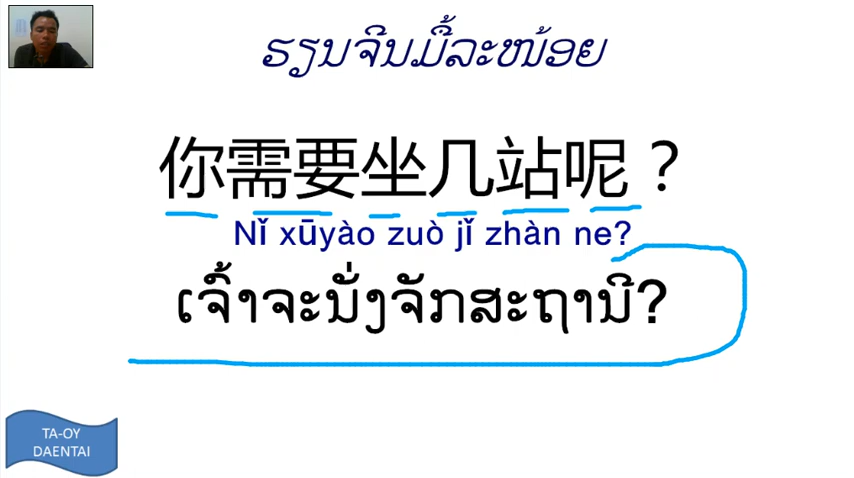 ຮຽນຈີນມື້ລະໜ້ອຍ
你需要坐几站呢？
Nǐ xūyào zuò jǐ zhàn ne?
ເຈົ້າຈະນັ່ງຈັກສະຖານີ?
TA-OY
DAENTAI